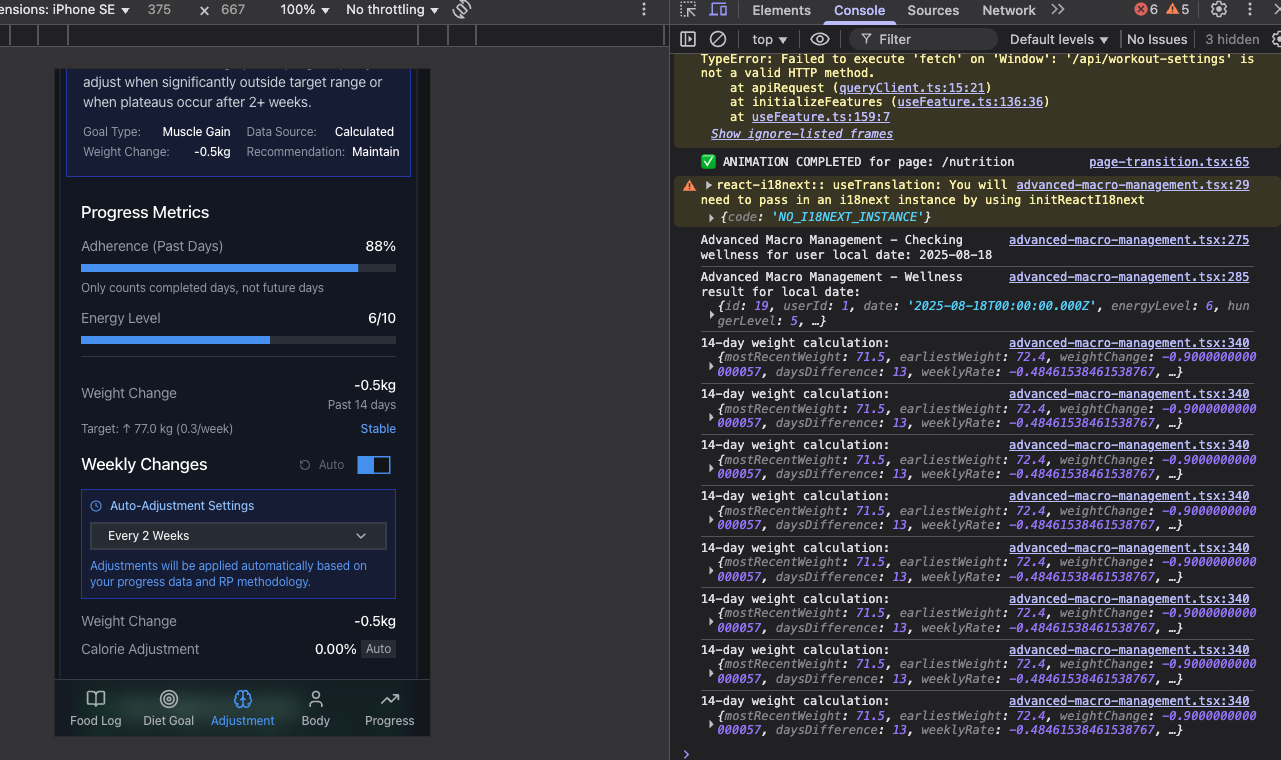 ensions: iPhone SE ▾ 375 × 667 100% ▾ No throttling ▾
adjust when significantly outside target range or
when plateaus occur after 2+ weeks.
Goal Type: Muscle Gain Data Source: Calculated
Weight Change: -0.5kg Recommendation: Maintain
Progress Metrics
Adherence (Past Days) 88%
Only counts completed days, not future days
Energy Level 6/10
Weight Change -0.5kg
Past 14 days
Target: ↑ 77.0 kg (0.3/week) Stable
Weekly Changes Auto
Auto-Adjustment Settings
Every 2 Weeks
Adjustments will be applied automatically based on
your progress data and RP methodology.
Weight Change -0.5kg
Calorie Adjustment 0.00% Auto
Food Log Diet Goal Adjustment Body Progress
Elements Console Sources Network 6 5
top ▾ Filter Default levels ▾ No Issues 3 hidden
TypeError: Failed to execute 'fetch' on 'Window': '/api/workout-settings' is
not a valid HTTP method.
at apiRequest (queryClient.ts:15:21)
at initializeFeatures (useFeature.ts:136:36)
at useFeature.ts:159:7
Show ignore-listed frames
✅ ANIMATION COMPLETED for page: /nutrition page-transition.tsx:65
react-i18next:: useTranslation: You will advanced-macro-management.tsx:29
need to pass in an i18next instance by using initReactI18next
{code: 'NO_I18NEXT_INSTANCE'}
Advanced Macro Management - Checking advanced-macro-management.tsx:275
wellness for user local date: 2025-08-18
Advanced Macro Management - Wellness advanced-macro-management.tsx:285
result for local date:
{id: 19, userId: 1, date: '2025-08-18T00:00:00.000Z', energyLevel: 6, hun
gerLevel: 5, …}
14-day weight calculation: advanced-macro-management.tsx:340
{mostRecentWeight: 71.5, earliestWeight: 72.4, weightChange: -0.9000000000
000057, daysDifference: 13, weeklyRate: -0.48461538461538767, …}
14-day weight calculation: advanced-macro-management.tsx:340
{mostRecentWeight: 71.5, earliestWeight: 72.4, weightChange: -0.9000000000
000057, daysDifference: 13, weeklyRate: -0.48461538461538767, …}
14-day weight calculation: advanced-macro-management.tsx:340
{mostRecentWeight: 71.5, earliestWeight: 72.4, weightChange: -0.9000000000
000057, daysDifference: 13, weeklyRate: -0.48461538461538767, …}
14-day weight calculation: advanced-macro-management.tsx:340
{mostRecentWeight: 71.5, earliestWeight: 72.4, weightChange: -0.9000000000
000057, daysDifference: 13, weeklyRate: -0.48461538461538767, …}
14-day weight calculation: advanced-macro-management.tsx:340
{mostRecentWeight: 71.5, earliestWeight: 72.4, weightChange: -0.9000000000
000057, daysDifference: 13, weeklyRate: -0.48461538461538767, …}
14-day weight calculation: advanced-macro-management.tsx:340
{mostRecentWeight: 71.5, earliestWeight: 72.4, weightChange: -0.9000000000
000057, daysDifference: 13, weeklyRate: -0.48461538461538767, …}
14-day weight calculation: advanced-macro-management.tsx:340
{mostRecentWeight: 71.5, earliestWeight: 72.4, weightChange: -0.9000000000
000057, daysDifference: 13, weeklyRate: -0.48461538461538767, …}
14-day weight calculation: advanced-macro-management.tsx:340
{mostRecentWeight: 71.5, earliestWeight: 72.4, weightChange: -0.9000000000
000057, daysDifference: 13, weeklyRate: -0.48461538461538767, …}